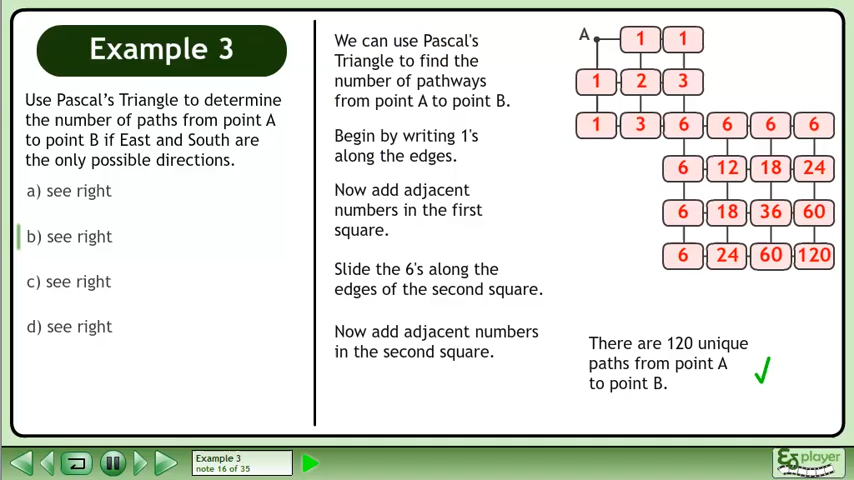 Example 3
Use Pascal's Triangle to determine
the number of paths from point A
to point B if East and South are
the only possible directions.
a) see right
b) see right
c) see right
d) see right
We can use Pascal's
Triangle to find the
number of pathways
from point A to point B.
Begin by writing 1's
along the edges.
Now add adjacent
numbers in the first
square.
Slide the 6's along the
edges of the second square.
Now add adjacent numbers
in the second square.
A 1 1
1 2 3
1 3 6 6 6 6
6 12 18 24
6 18 36 60
6 24 60 120
There are 120 unique
paths from point A
to point B.
Example 3
note 16 of 35
player